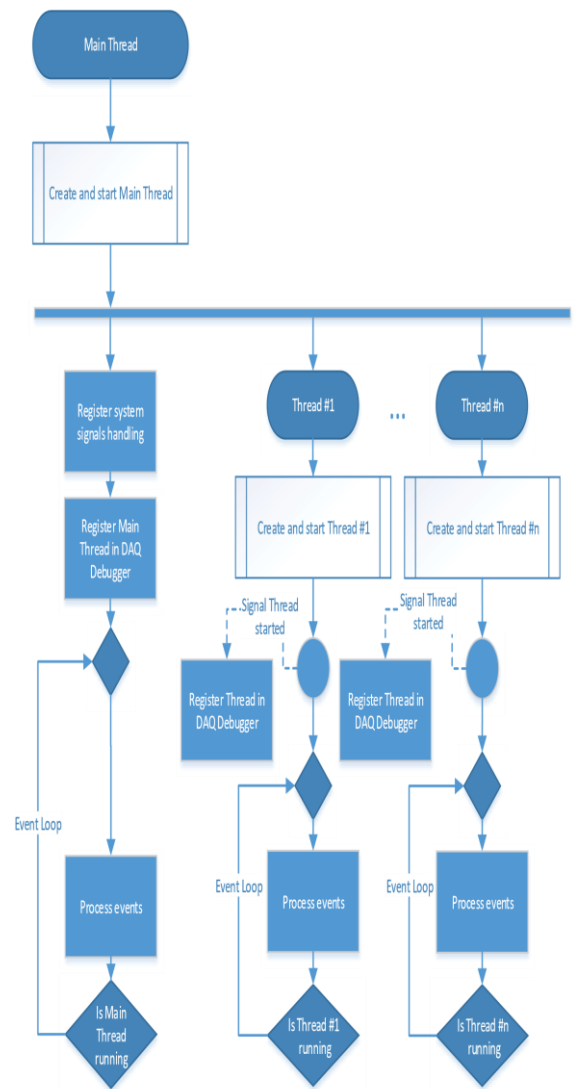 Main Thread
Create and start Main Thread
Register system
signals handling
Thread #1
...
Thread #n
Register Main
Thread in DAQ
Debugger
Create and start Thread #1
Create and start Thread #n
Signal Thread
started
Signal Thread
started
Register Thread in
DAQ Debugger
Register Thread in
DAQ Debugger
Event Loop
Process events
Event Loop
Process events
Event Loop
Process events
Is Main
Thread
running
Is Thread #1
running
Is Thread #n
running